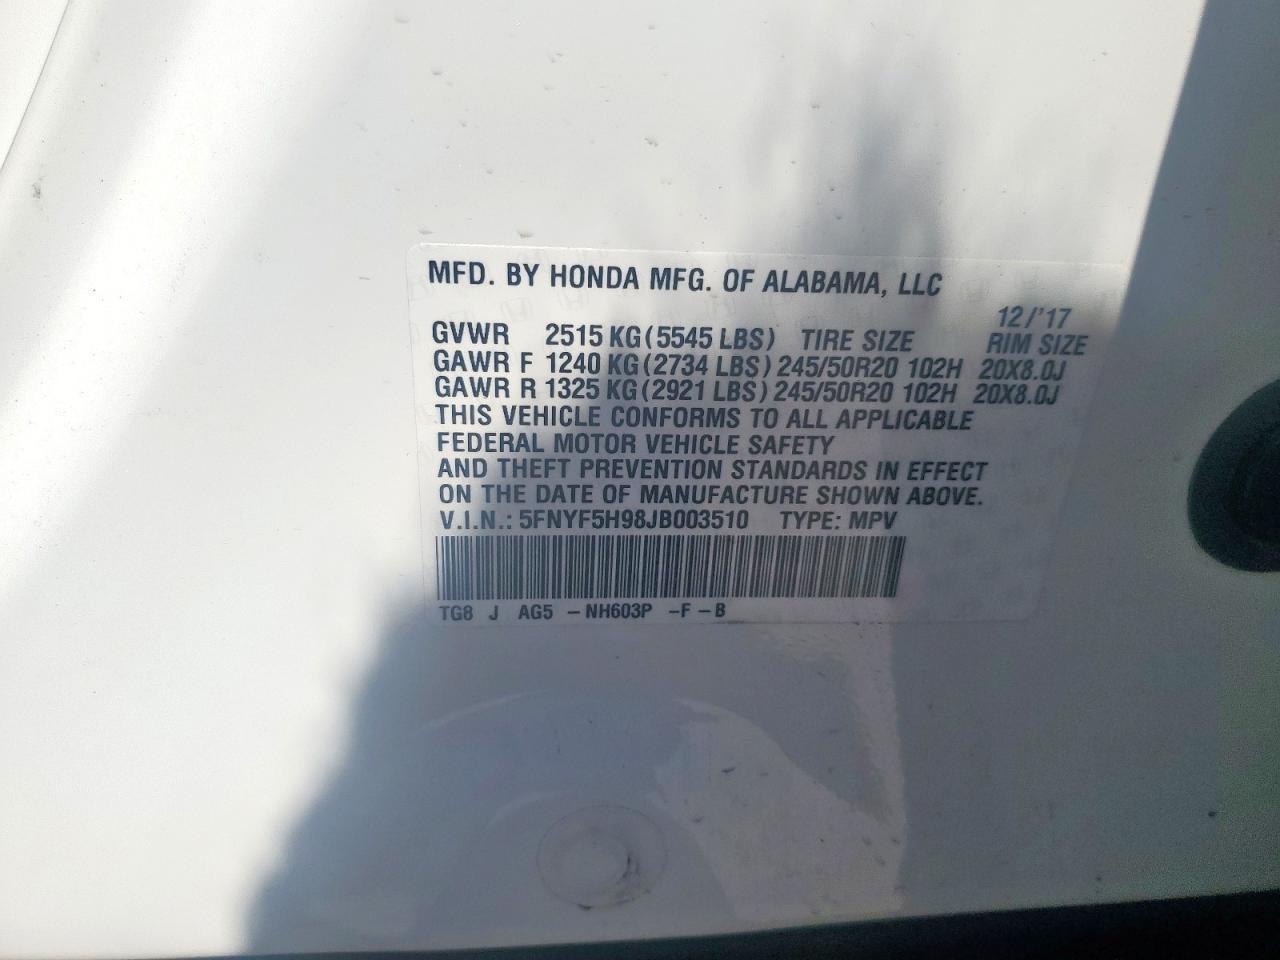 MFD. BY HONDA MFG. OF ALABAMA, LLC
12/'17
GVWR 2515 KG (5545 LBS) TIRE SIZE RIM SIZE
GAWR F 1240 KG (2734 LBS) 245/50R20 102H 20X8.0J
GAWR R 1325 KG (2921 LBS) 245/50R20 102H 20X8.0J
THIS VEHICLE CONFORMS TO ALL APPLICABLE
FEDERAL MOTOR VEHICLE SAFETY
AND THEFT PREVENTION STANDARDS IN EFFECT
ON THE DATE OF MANUFACTURE SHOWN ABOVE.
V.I.N.: 5FNYF5H98JB003510 TYPE: MPV
TG8 J AG5 -NH603P -F-B